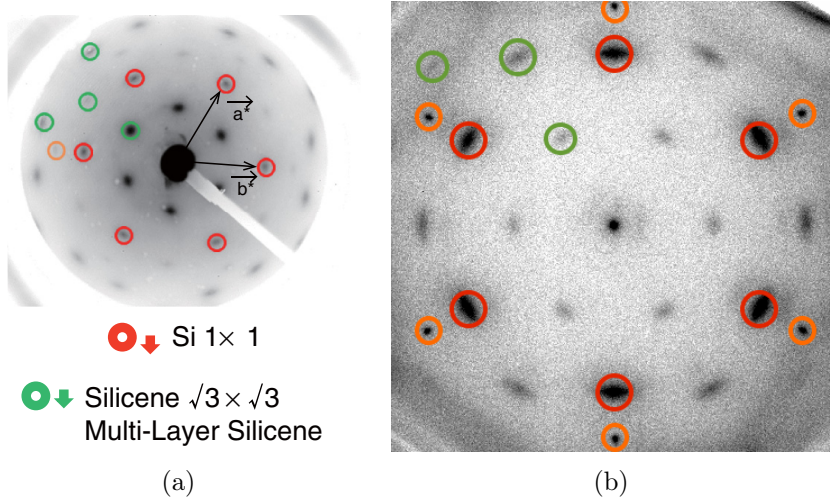 a*
b*
Si 1× 1
Silicene √3 × √3
Multi-Layer Silicene
(a)
(b)